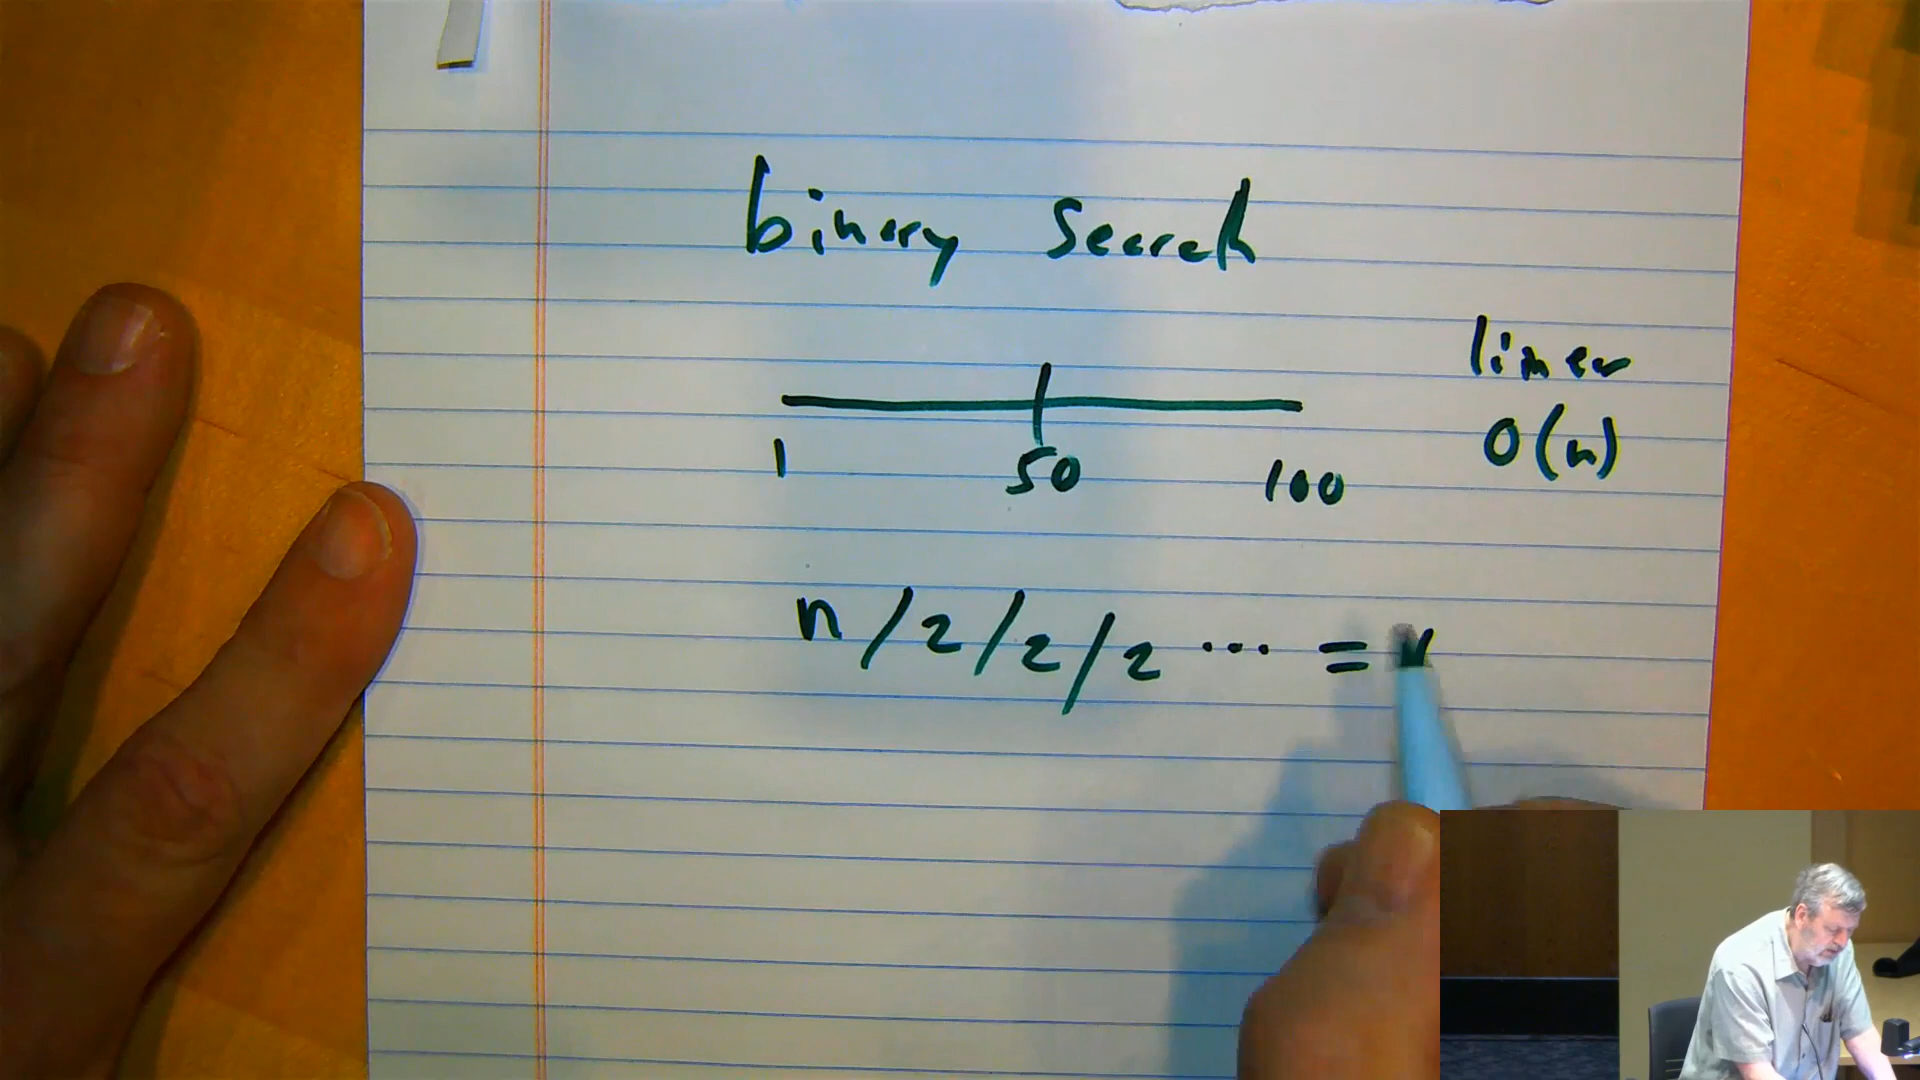 binary search
linear
O(n)
1 50 100
n/2/2/2 ... =